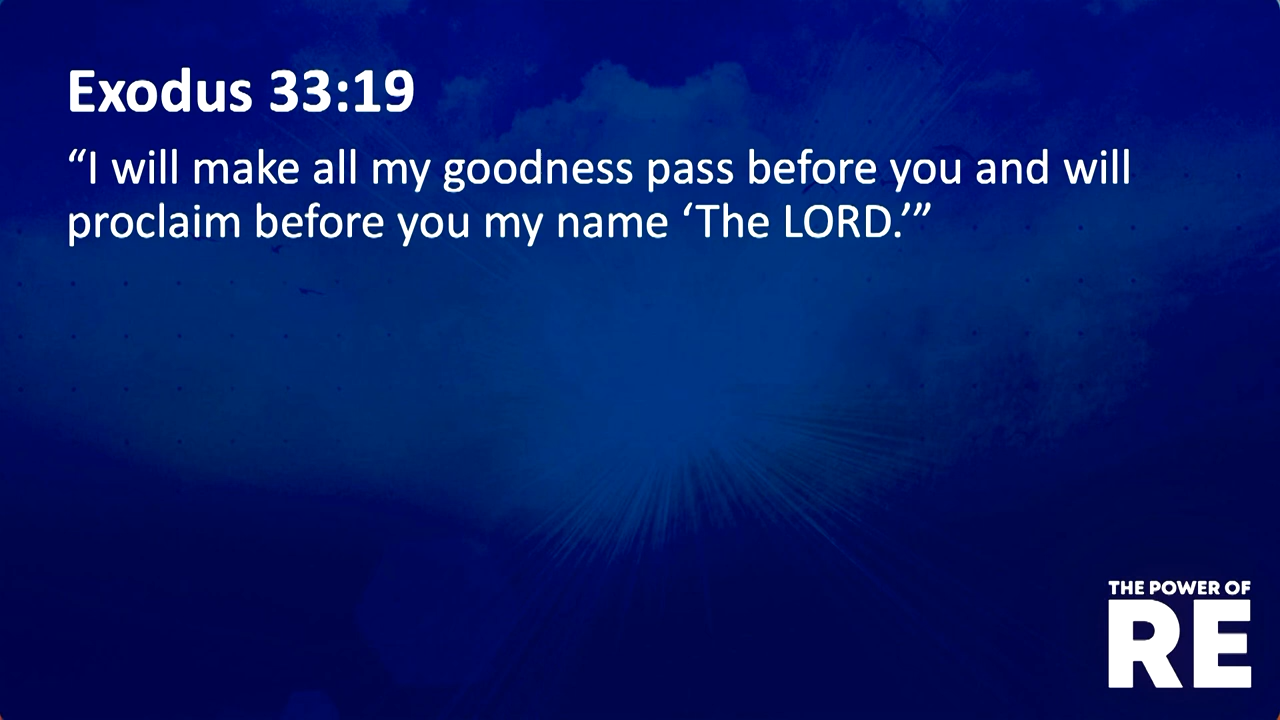 Exodus 33:19
“I will make all my goodness pass before you and will
proclaim before you my name ‘The LORD.’”
THE POWER OF
RE